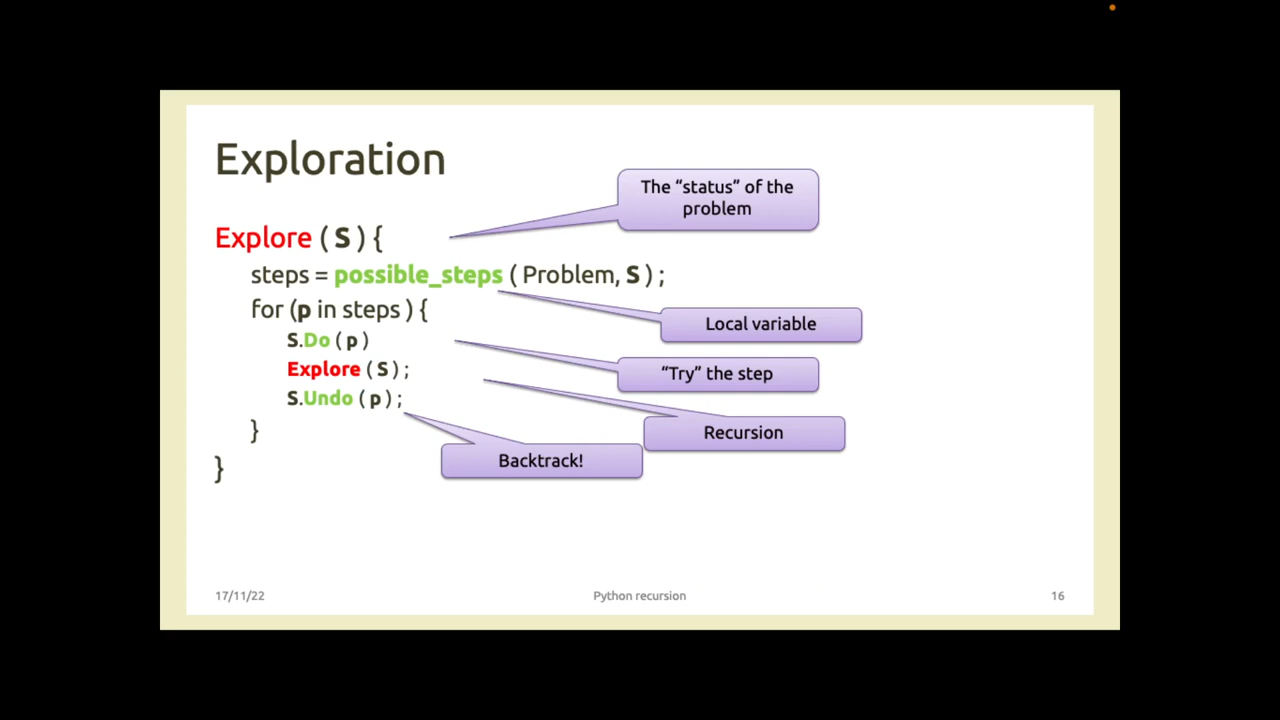 Exploration
The “status” of the
problem
Explore ( S ) {
steps = possible_steps ( Problem, S ) ;
for (p in steps ) {
Local variable
S.Do ( p )
Explore ( S ) ;
“Try” the step
S.Undo ( p ) ;
}
Recursion
Backtrack!
}
17/11/22
Python recursion
16